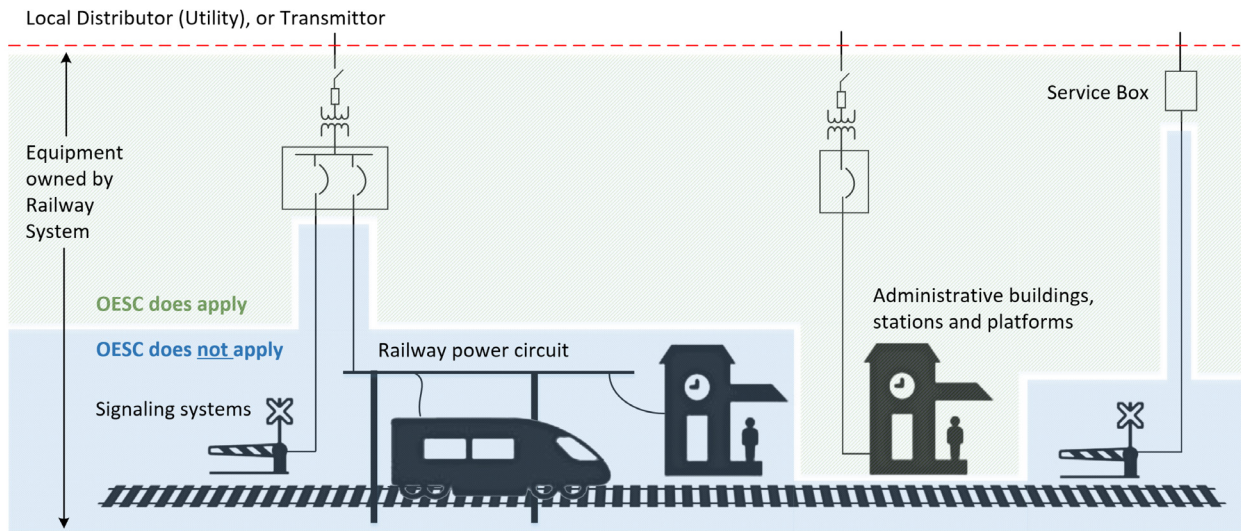 Local Distributor (Utility), or Transmittor
Service Box
Equipment
owned by
Railway
System
OESC does apply
OESC does not apply
Administrative buildings,
stations and platforms
Railway power circuit
Signaling systems